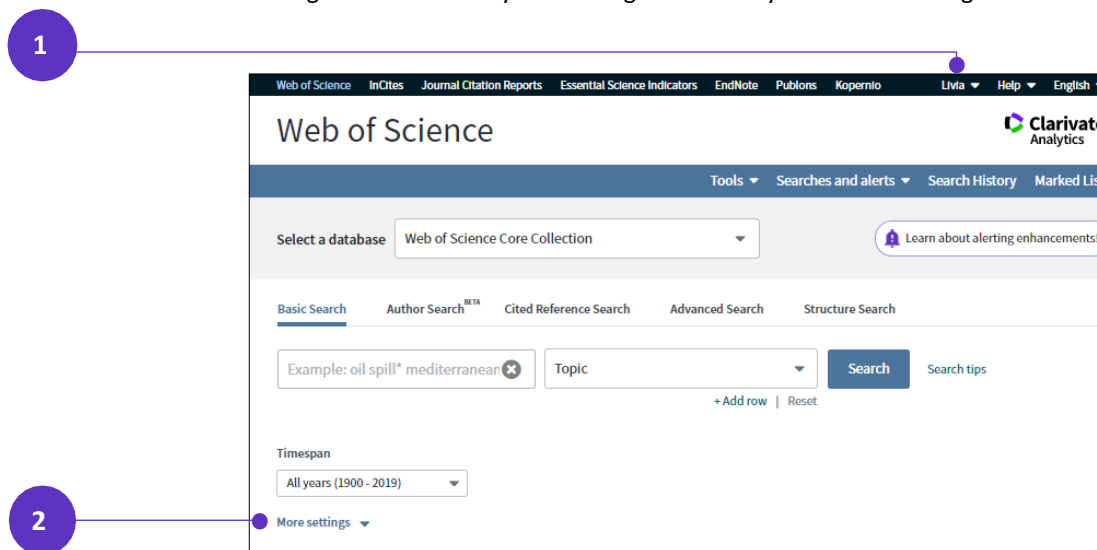 1
Web of Science InCites Journal Citation Reports Essential Science Indicators EndNote Publons Kopernio Livia Help English
Web of Science
Clarivate
Analytics
Tools Searches and alerts Search History Marked Lis
Select a database Web of Science Core Collection Learn about alerting enhancements!
Basic Search Author Search BETA Cited Reference Search Advanced Search Structure Search
Example: oil spill* mediterranean Topic Search Search tips
+ Add row | Reset
Timespan
All years (1900 - 2019)
2 More settings